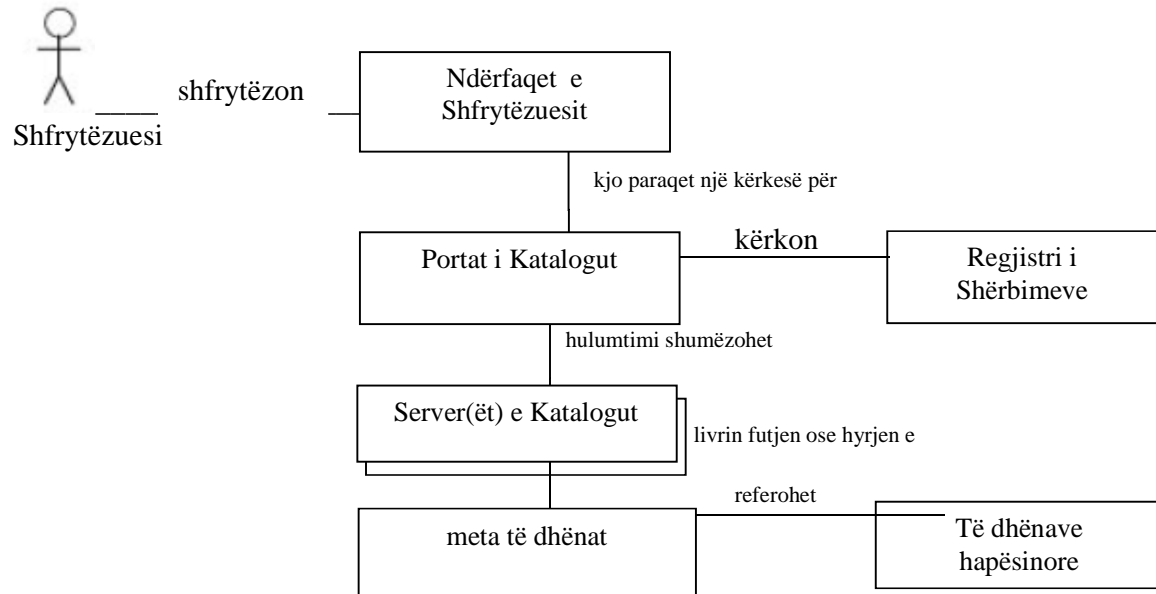 shfrytëzon
Shfrytëzuesi
Ndërfaqet e
Shfrytëzuesit
kjo paraqet një kërkesë për
Portat i Katalogut
kërkon
Regjistri i
Shërbimeve
hulumtimi shumëzohet
Server(ët) e Katalogut
livrin futjen ose hyrjen e
meta të dhënat
referohet
Të dhënave
hapësinore